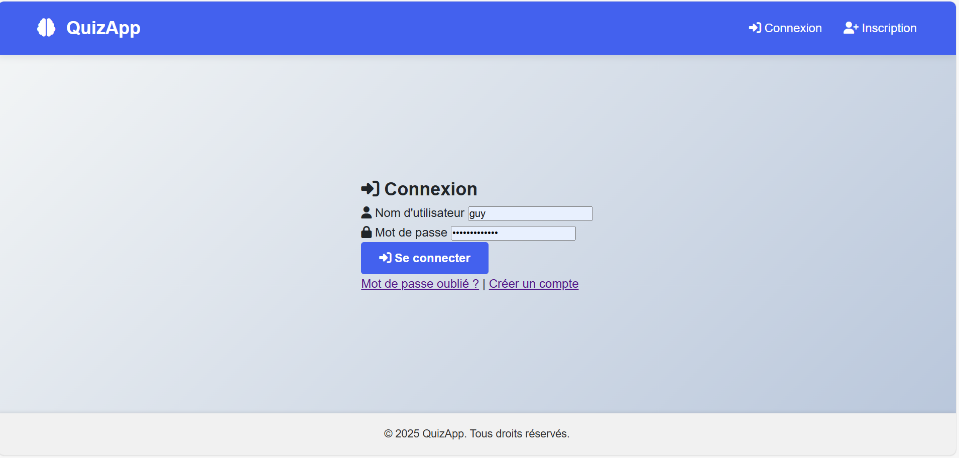 QuizApp
Connexion
Inscription
Connexion
Nom d'utilisateur guy
Mot de passe •••••••••••••
Se connecter
Mot de passe oublié ? | Créer un compte
© 2025 QuizApp. Tous droits réservés.